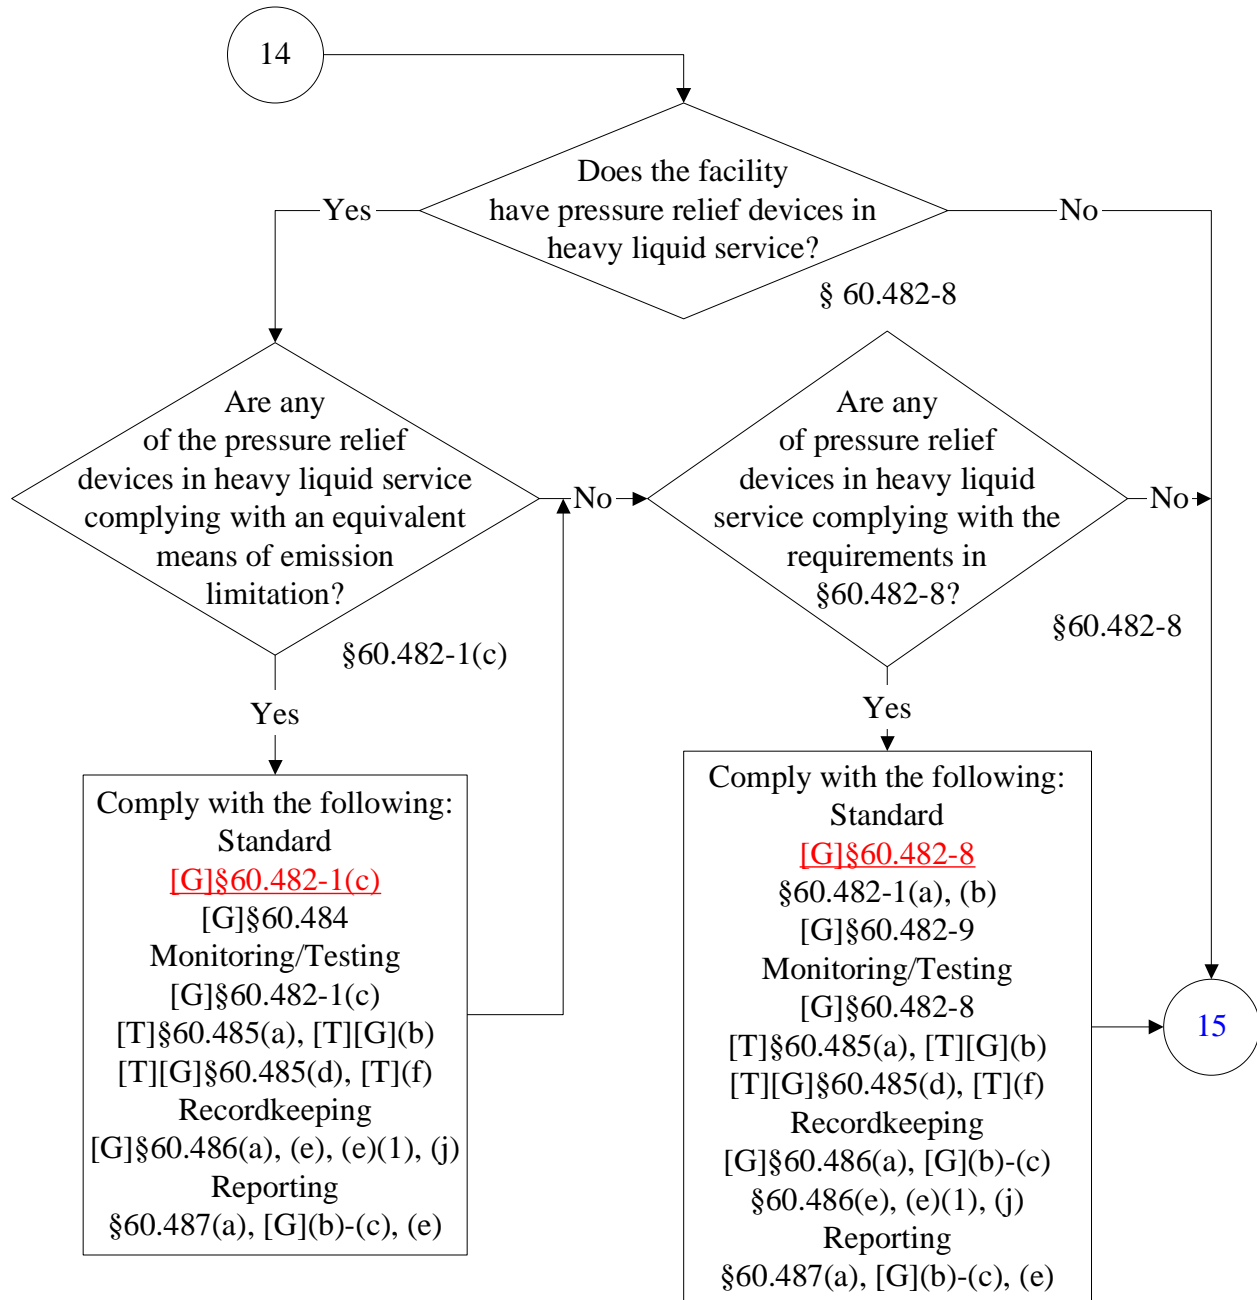 14
Does the facility
have pressure relief devices in
heavy liquid service?
Yes
No
§ 60.482-8
Are any
of the pressure relief
devices in heavy liquid service
complying with an equivalent
means of emission
limitation?
§60.482-1(c)
No
Yes
Are any
of pressure relief
devices in heavy liquid
service complying with the
requirements in
§60.482-8?
§60.482-8
No
Yes
Comply with the following:
Standard
[G]§60.482-1(c)
[G]§60.484
Monitoring/Testing
[G]§60.482-1(c)
[T]§60.485(a), [T][G](b)
[T][G]§60.485(d), [T](f)
Recordkeeping
[G]§60.486(a), (e), (e)(1), (j)
Reporting
§60.487(a), [G](b)-(c), (e)
Comply with the following:
Standard
[G]§60.482-8
§60.482-1(a), (b)
[G]§60.482-9
Monitoring/Testing
[G]§60.482-8
[T]§60.485(a), [T][G](b)
[T][G]§60.485(d), [T](f)
Recordkeeping
[G]§60.486(a), [G](b)-(c)
§60.486(e), (e)(1), (j)
Reporting
§60.487(a), [G](b)-(c), (e)
15